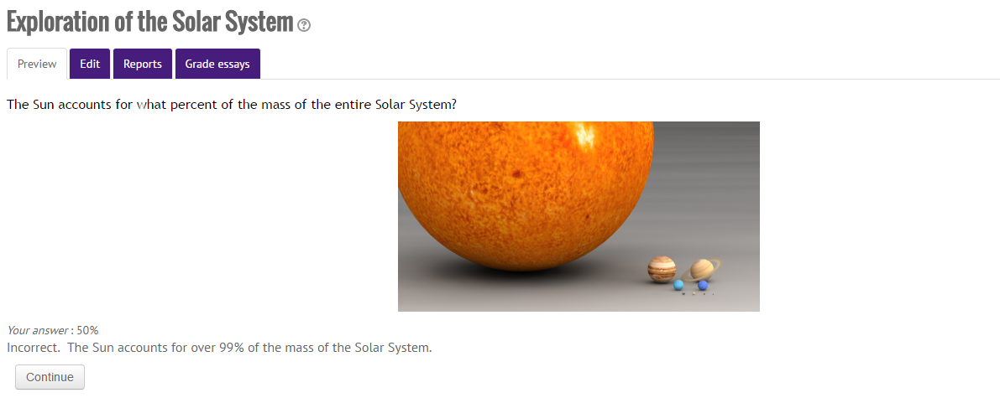 Exploration of the Solar System
Preview
Edit
Reports
Grade essays
The Sun accounts for what percent of the mass of the entire Solar System?
Your answer : 50%
Incorrect. The Sun accounts for over 99% of the mass of the Solar System.
Continue